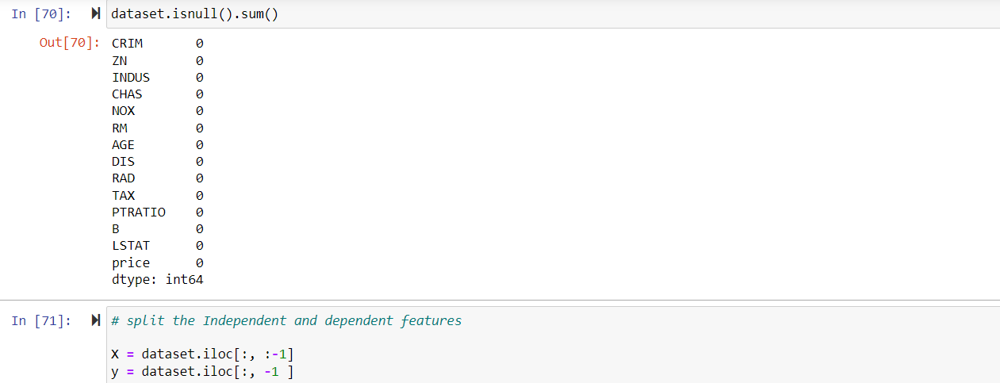 In [70]: dataset.isnull().sum()
Out[70]: CRIM 0
ZN 0
INDUS 0
CHAS 0
NOX 0
RM 0
AGE 0
DIS 0
RAD 0
TAX 0
PTRATIO 0
B 0
LSTAT 0
price 0
dtype: int64
In [71]: # split the Independent and dependent features
X = dataset.iloc[:, :-1]
y = dataset.iloc[:, -1 ]